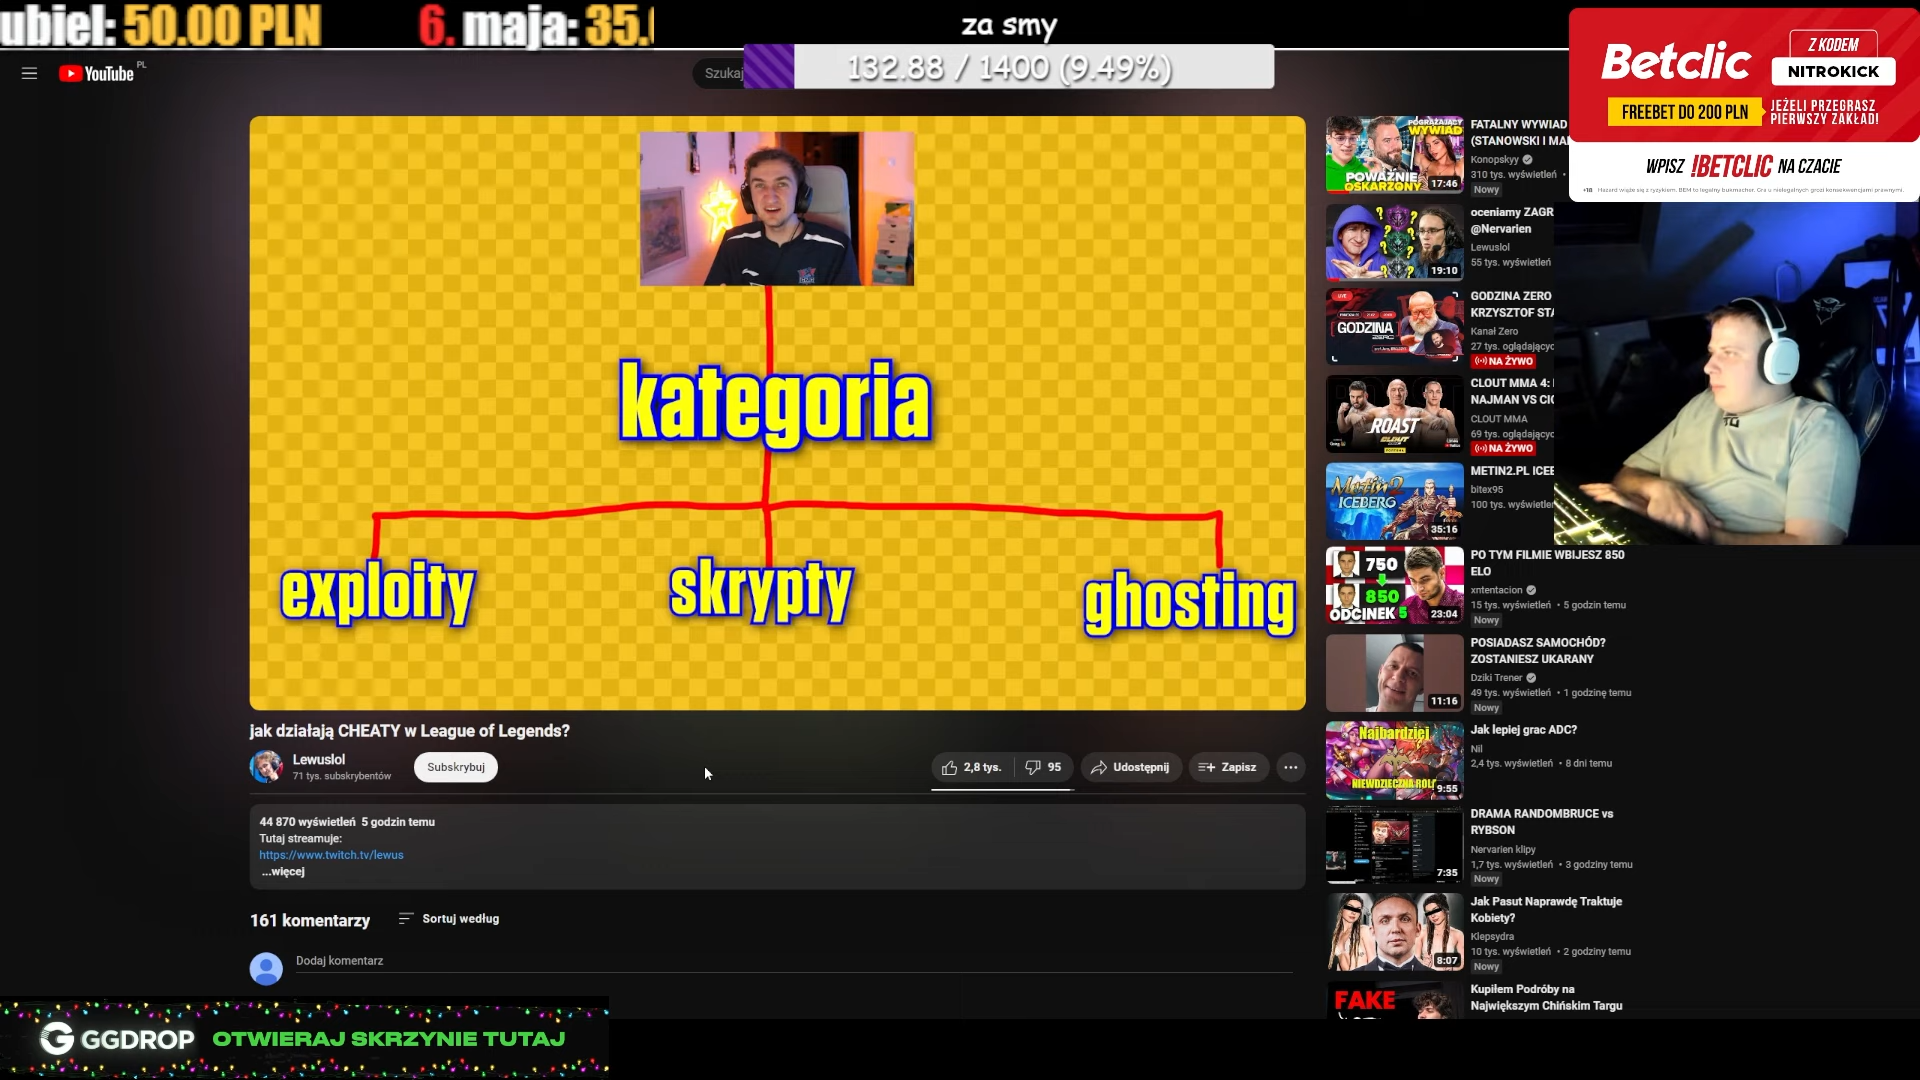 ubiel: 50.00 PLN
6. maja: 35.
za smy
132.88 / 1400 (9.49%)
YouTube PL
Szukaj
Betclic
Z KODEM
NITROKICK
FREEBET DO 200 PLN
JEŻELI PRZEGRASZ
PIERWSZY ZAKŁAD!
WPISZ !BETCLIC NA CZACIE
kategoria
exploity
skrypty
ghosting
jak działają CHEATY w League of Legends?
Lewuslol
71 tys. subskrybentów
Subskrybuj
2,8 tys.
95
Udostępnij
Zapisz
44 870 wyświetleń 5 godzin temu
Tutaj streamuje:
https://www.twitch.tv/lewus
...więcej
161 komentarzy
Sortuj według
Dodaj komentarz
WYWIAD
POWAŻNIE
OSKARŻONY
17:46
FATALNY WYWIAD
(STANOWSKI I MA
Konopskyy
310 tys. wyświetleń •
Nowy
19:10
oceniamy ZAGR
@Nervarien
Lewuslol
55 tys. wyświetleń
LIVE
GODZINA
ZERO
GODZINA ZERO
KRZYSZTOF STA
Kanał Zero
27 tys. oglądającyc
NA ŻYWO
ROAST
CLOUT MMA 4:
NAJMAN VS CIO
CLOUT MMA
69 tys. oglądającyc
NA ŻYWO
Metin2
ICEBERG
35:16
METIN2.PL ICEB
bitex95
100 tys. wyświetleń
750
850
ODCINEK 5
23:04
PO TYM FILMIE WBIJESZ 850
ELO
xntentacion
15 tys. wyświetleń • 5 godzin temu
Nowy
11:16
POSIADASZ SAMOCHÓD?
ZOSTANIESZ UKARANY
Dziki Trener
49 tys. wyświetleń • 1 godzinę temu
Nowy
Najbardziej
NIEWDZIĘCZNA ROLA
9:55
Jak lepiej grac ADC?
Nil
2,4 tys. wyświetleń • 8 dni temu
7:35
DRAMA RANDOMBRUCE vs
RYBSON
Nervarien klipy
1,7 tys. wyświetleń • 3 godziny temu
Nowy
8:07
Jak Pasut Naprawdę Traktuje
Kobiety?
Klepsydra
10 tys. wyświetleń • 2 godziny temu
Nowy
FAKE
Kupiłem Podróby na
Największym Chińskim Targu
GGDROP
OTWIERAJ SKRZYNIE TUTAJ